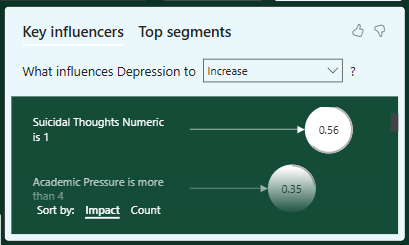 Key influencers Top segments
What influences Depression to Increase ?
Suicidal Thoughts Numeric
is 1
0.56
Academic Pressure is more
than 4
0.35
Sort by: Impact Count